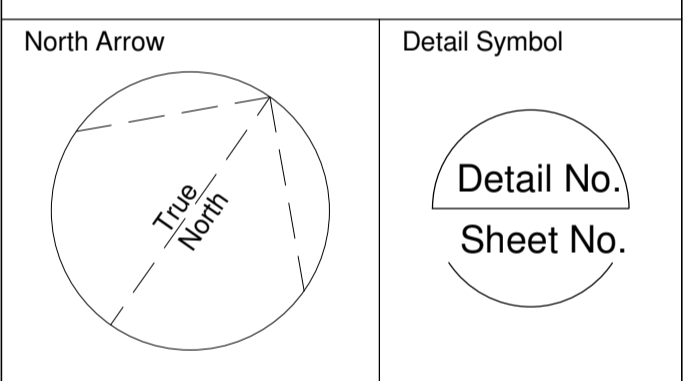 North Arrow
True
North
Detail Symbol
Detail No.
Sheet No.